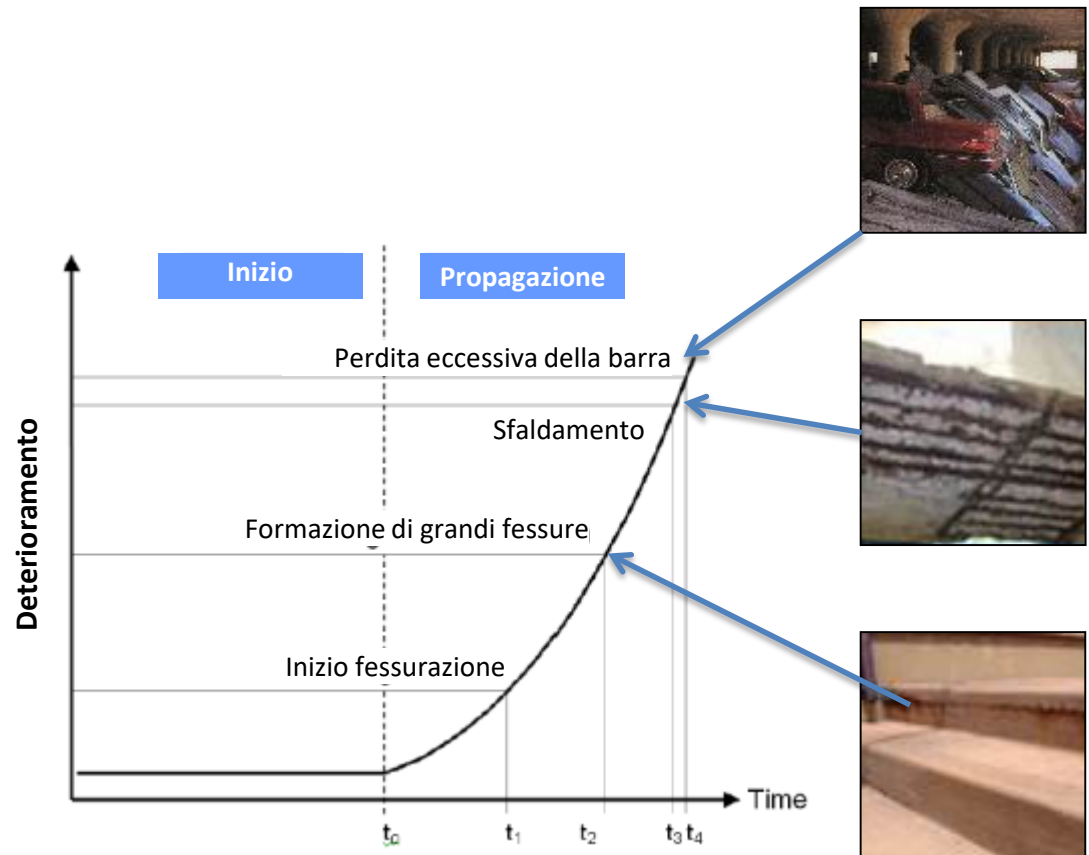 Inizio
Propagazione
Perdita eccessiva della barra
Sfaldamento
Formazione di grandi fessure
Inizio fessurazione
Deterioramento
Time
t₀
t₁
t₂
t₃
t₄